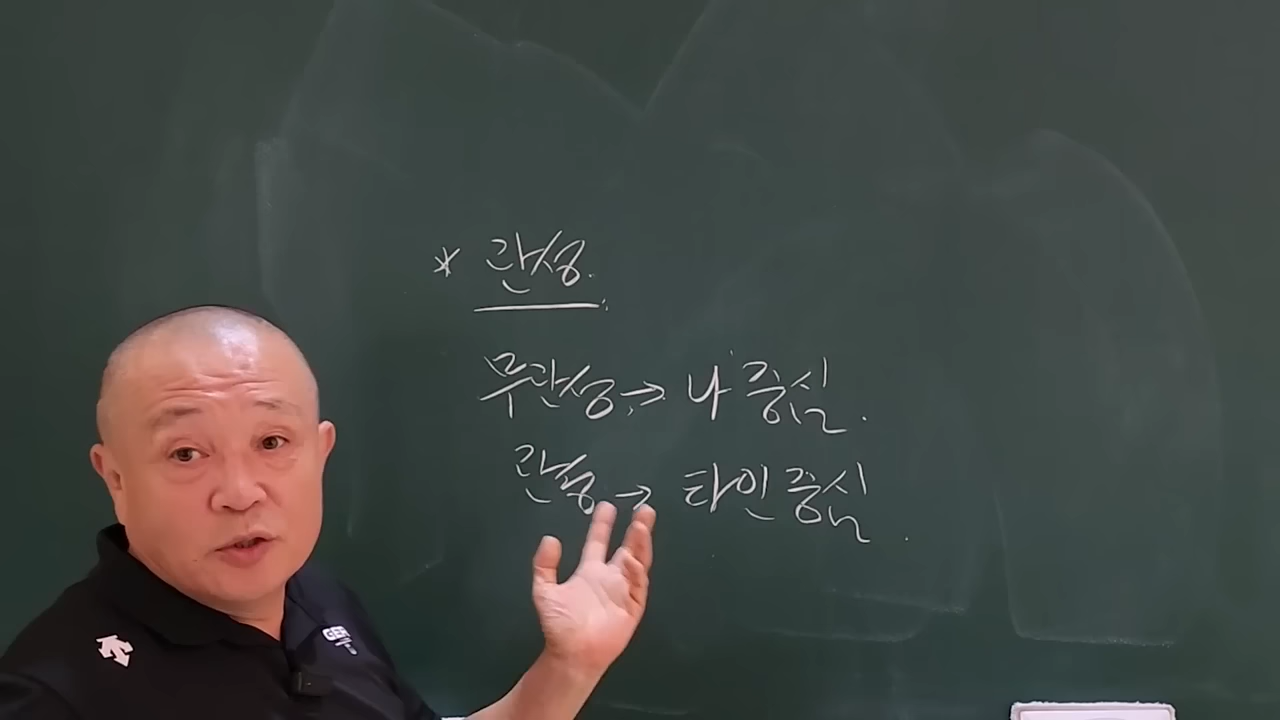 * 관성.
무관성 → 나 중심.
관성 → 타인 중심.